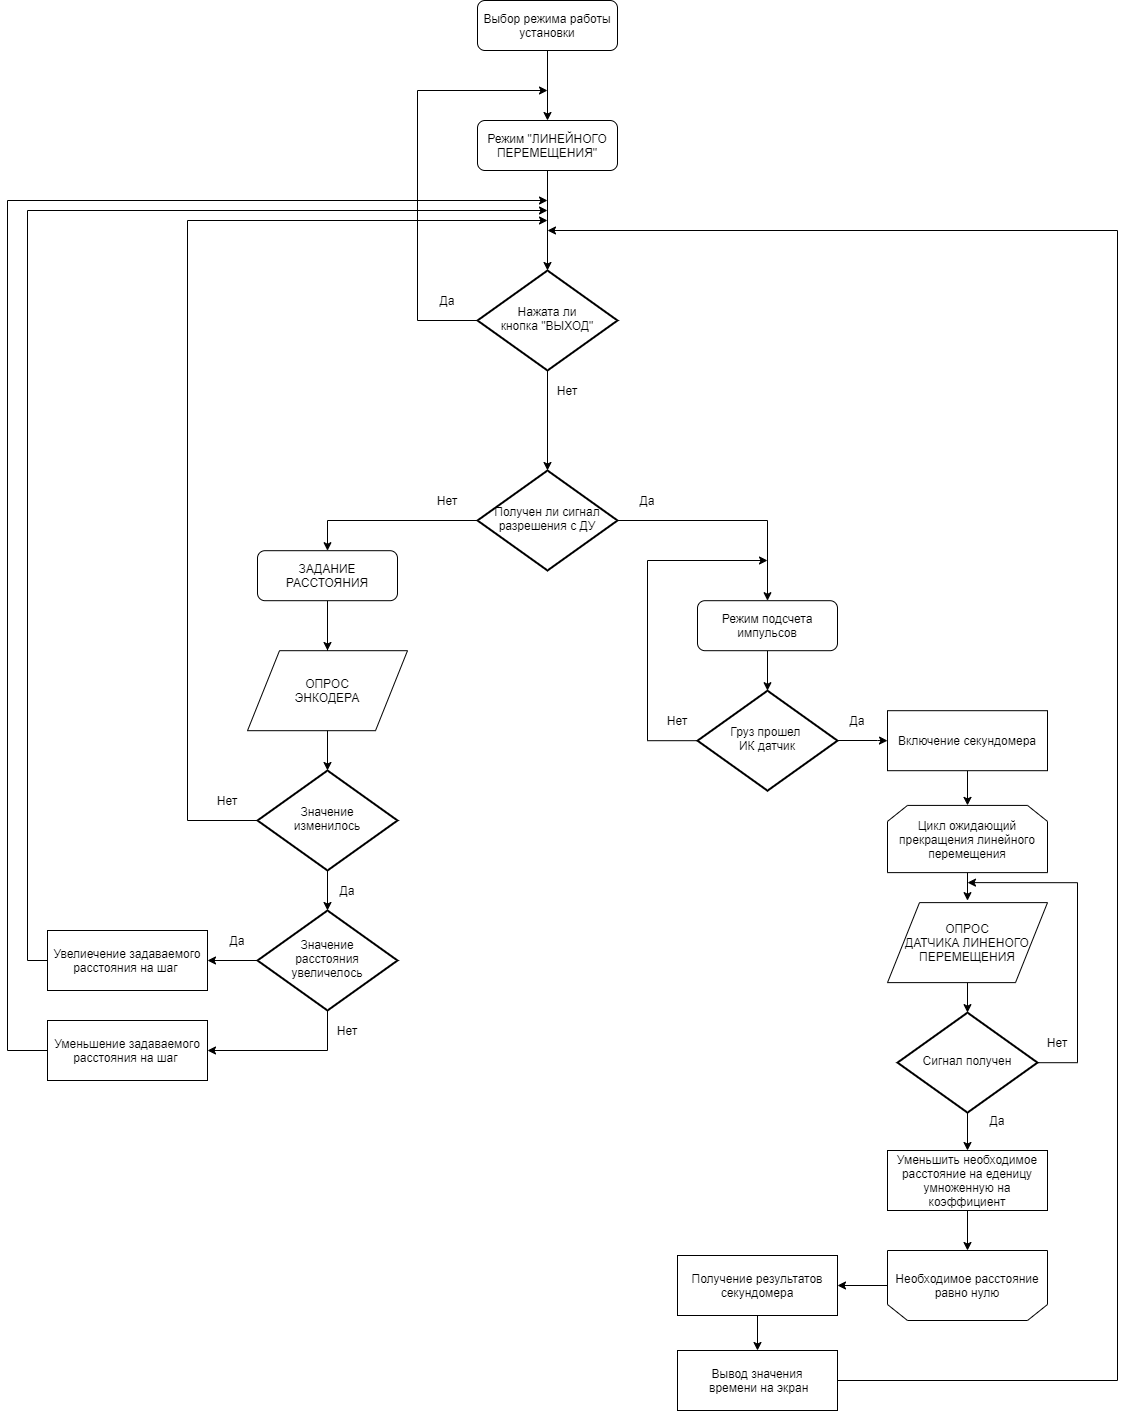 Выбор режима работы
установки
Режим "ЛИНЕЙНОГО
ПЕРЕМЕЩЕНИЯ"
Да
Нажата ли
кнопка "ВЫХОД"
Нет
Нет
Получен ли сигнал
разрешения с ДУ
Да
ЗАДАНИЕ
РАССТОЯНИЯ
Режим подсчета
импульсов
ОПРОС
ЭНКОДЕРА
Нет
Груз прошел
ИК датчик
Да
Включение секундомера
Нет
Значение
изменилось
Да
Цикл ожидающий
прекращения линейного
перемещения
Увелиечение задаваемого
расстояния на шаг
Да
Значение
расстояния
увеличелось
Нет
ОПРОС
ДАТЧИКА ЛИНЕНОГО
ПЕРЕМЕЩЕНИЯ
Уменьшение задаваемого
расстояния на шаг
Сигнал получен
Нет
Да
Уменьшить необходимое
расстояние на еденицу
умноженную на
коэффициент
Необходимое расстояние
равно нулю
Получение результатов
секундомера
Вывод значения
времени на экран